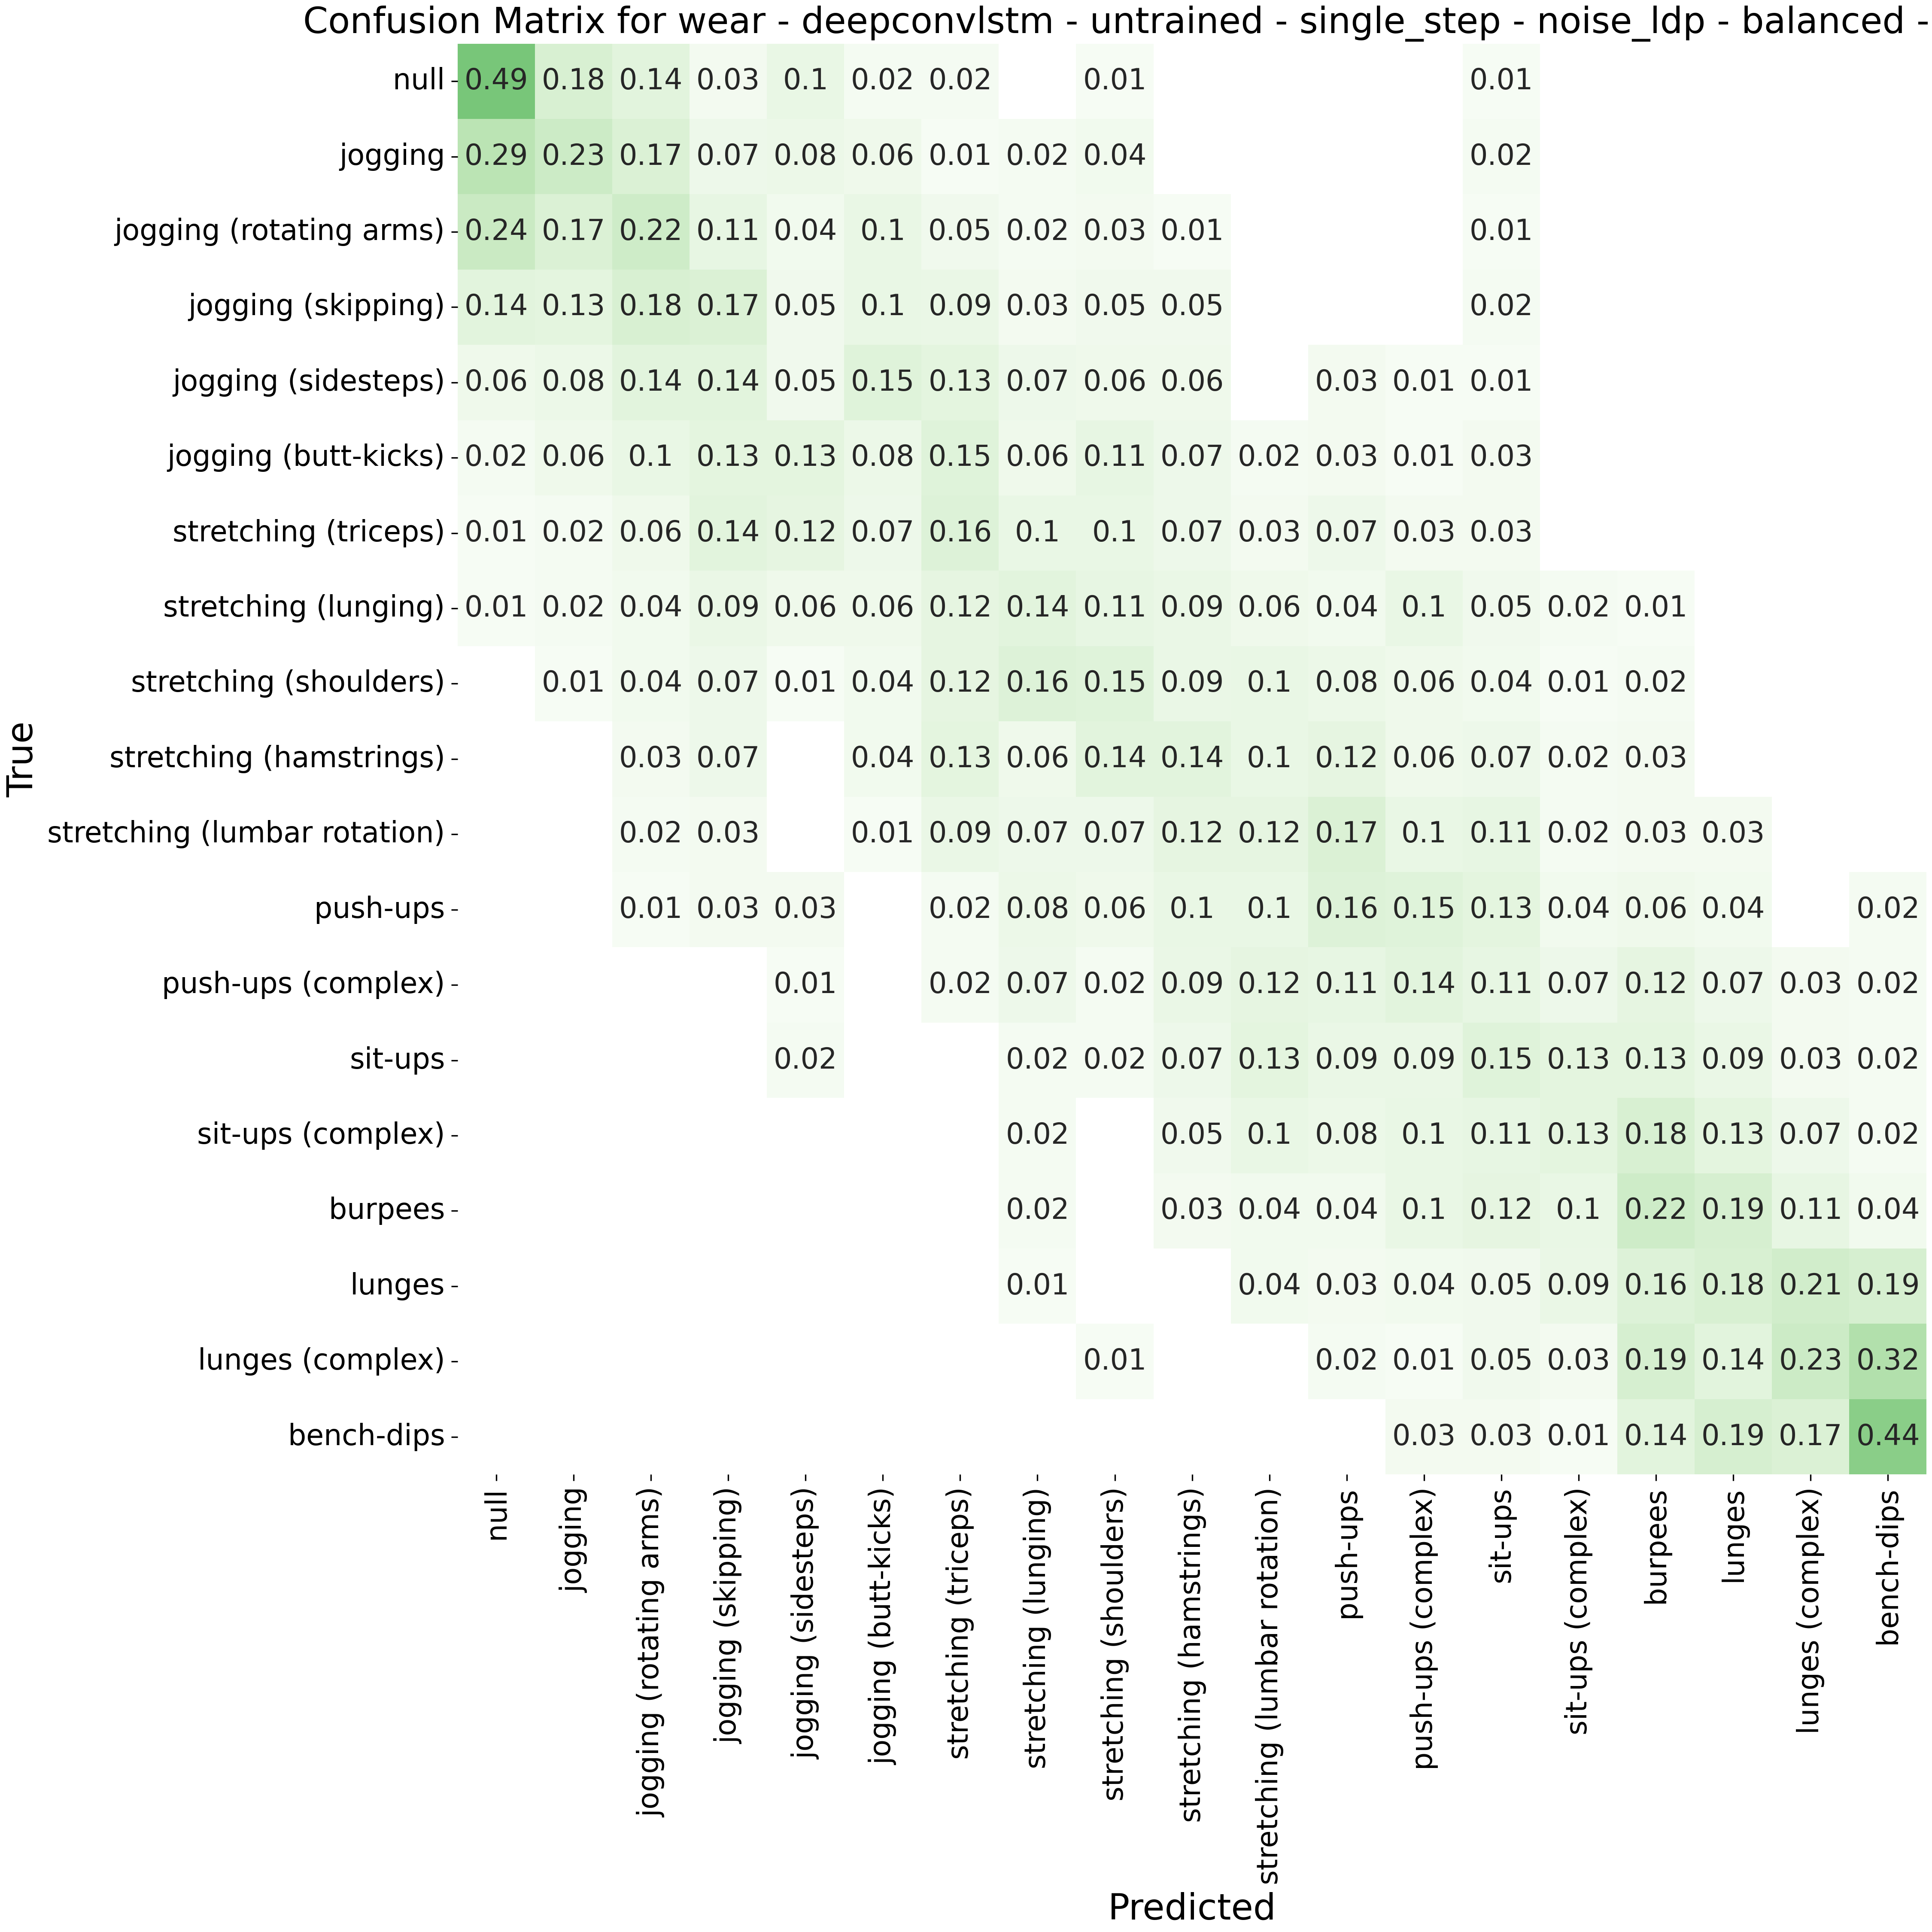 Confusion Matrix for wear - deepconvlstm - untrained - single_step - noise_ldp - balanced -
null 0.49 0.18 0.14 0.03 0.1 0.02 0.02 0.01 0.01
jogging 0.29 0.23 0.17 0.07 0.08 0.06 0.01 0.02 0.04 0.02
jogging (rotating arms) 0.24 0.17 0.22 0.11 0.04 0.1 0.05 0.02 0.03 0.01 0.01
jogging (skipping) 0.14 0.13 0.18 0.17 0.05 0.1 0.09 0.03 0.05 0.05 0.02
jogging (sidesteps) 0.06 0.08 0.14 0.14 0.05 0.15 0.13 0.07 0.06 0.06 0.03 0.01 0.01
jogging (butt-kicks) 0.02 0.06 0.1 0.13 0.13 0.08 0.15 0.06 0.11 0.07 0.02 0.03 0.01 0.03
stretching (triceps) 0.01 0.02 0.06 0.14 0.12 0.07 0.16 0.1 0.1 0.07 0.03 0.07 0.03 0.03
stretching (lunging) 0.01 0.02 0.04 0.09 0.06 0.06 0.12 0.14 0.11 0.09 0.06 0.04 0.1 0.05 0.02 0.01
stretching (shoulders) 0.01 0.04 0.07 0.01 0.04 0.12 0.16 0.15 0.09 0.1 0.08 0.06 0.04 0.01 0.02
stretching (hamstrings) 0.03 0.07 0.04 0.13 0.06 0.14 0.14 0.1 0.12 0.06 0.07 0.02 0.03
stretching (lumbar rotation) 0.02 0.03 0.01 0.09 0.07 0.07 0.12 0.12 0.17 0.1 0.11 0.02 0.03 0.03
push-ups 0.01 0.03 0.03 0.02 0.08 0.06 0.1 0.1 0.16 0.15 0.13 0.04 0.06 0.04 0.02
push-ups (complex) 0.01 0.02 0.07 0.02 0.09 0.12 0.11 0.14 0.11 0.07 0.12 0.07 0.03 0.02
sit-ups 0.02 0.02 0.02 0.07 0.13 0.09 0.09 0.15 0.13 0.13 0.09 0.03 0.02
sit-ups (complex) 0.02 0.05 0.1 0.08 0.1 0.11 0.13 0.18 0.13 0.07 0.02
burpees 0.02 0.03 0.04 0.04 0.1 0.12 0.1 0.22 0.19 0.11 0.04
lunges 0.01 0.04 0.03 0.04 0.05 0.09 0.16 0.18 0.21 0.19
lunges (complex) 0.01 0.02 0.01 0.05 0.03 0.19 0.14 0.23 0.32
bench-dips 0.03 0.03 0.01 0.14 0.19 0.17 0.44
True
null
jogging
jogging (rotating arms)
jogging (skipping)
jogging (sidesteps)
jogging (butt-kicks)
stretching (triceps)
stretching (lunging)
stretching (shoulders)
stretching (hamstrings)
stretching (lumbar rotation)
push-ups
push-ups (complex)
sit-ups
sit-ups (complex)
burpees
lunges
lunges (complex)
bench-dips
Predicted